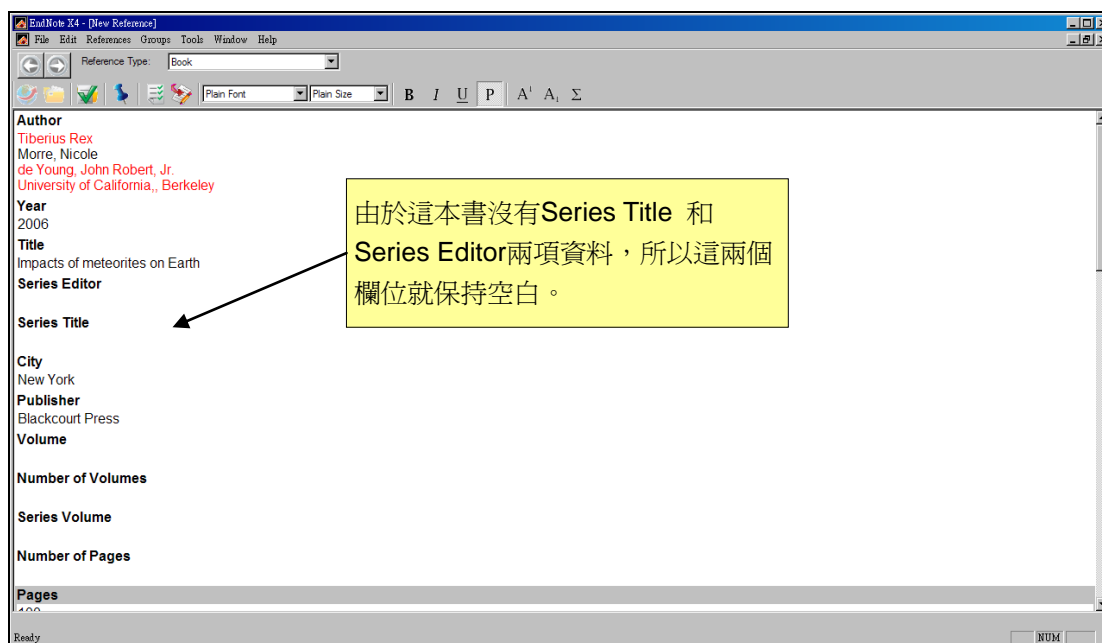 EndNote X4 - [New Reference]
File Edit References Groups Tools Window Help
Reference Type: Book
Plain Font Plain Size B I U P A¹ A₁ Σ
Author
Tiberius Rex
Morre, Nicole
de Young, John Robert, Jr.
University of California,, Berkeley
Year
2006
Title
Impacts of meteorites on Earth
Series Editor
Series Title
由於這本書沒有Series Title 和
Series Editor兩項資料，所以這兩個
欄位就保持空白。
City
New York
Publisher
Blackcourt Press
Volume
Number of Volumes
Series Volume
Number of Pages
Pages
Ready NUM